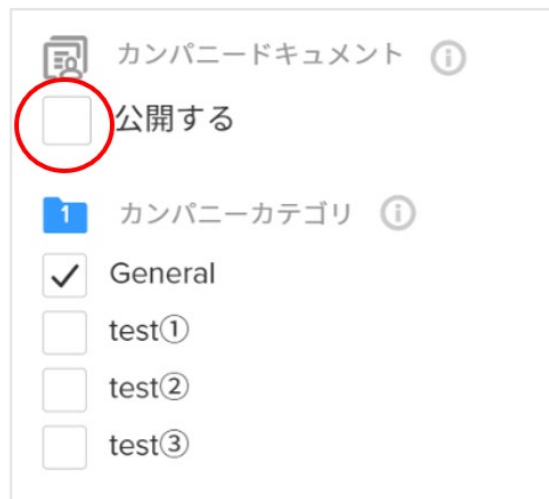 カンパニードキュメント
公開する
1 カンパニーカテゴリ
General
test①
test②
test③